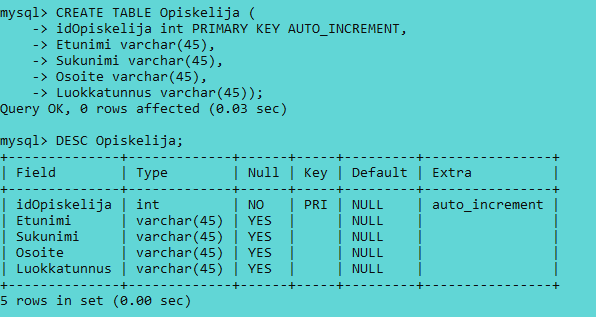 mysql> CREATE TABLE Opiskelija (
    -> idOpiskelija int PRIMARY KEY AUTO_INCREMENT,
    -> Etunimi varchar(45),
    -> Sukunimi varchar(45),
    -> Osoite varchar(45),
    -> Luokkatunnus varchar(45));
Query OK, 0 rows affected (0.03 sec)

mysql> DESC Opiskelija;
+--------------+-------------+------+-----+---------+----------------+
| Field        | Type        | Null | Key | Default | Extra          |
+--------------+-------------+------+-----+---------+----------------+
| idOpiskelija | int         | NO   | PRI | NULL    | auto_increment |
| Etunimi      | varchar(45) | YES  |     | NULL    |                |
| Sukunimi     | varchar(45) | YES  |     | NULL    |                |
| Osoite       | varchar(45) | YES  |     | NULL    |                |
| Luokkatunnus | varchar(45) | YES  |     | NULL    |                |
+--------------+-------------+------+-----+---------+----------------+
5 rows in set (0.00 sec)